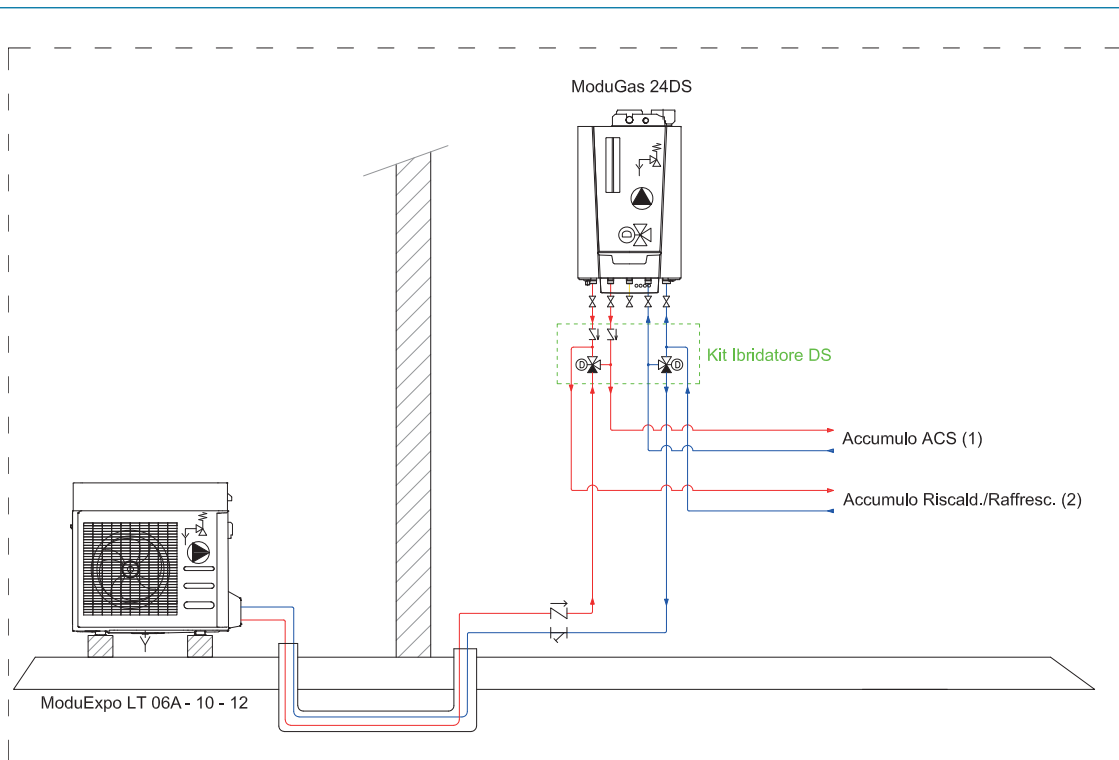 ModuGas 24DS
D
Kit Ibridatore DS
D
D
Accumulo ACS (1)
Accumulo Riscald./Raffresc. (2)
ModuExpo LT 06A - 10 - 12